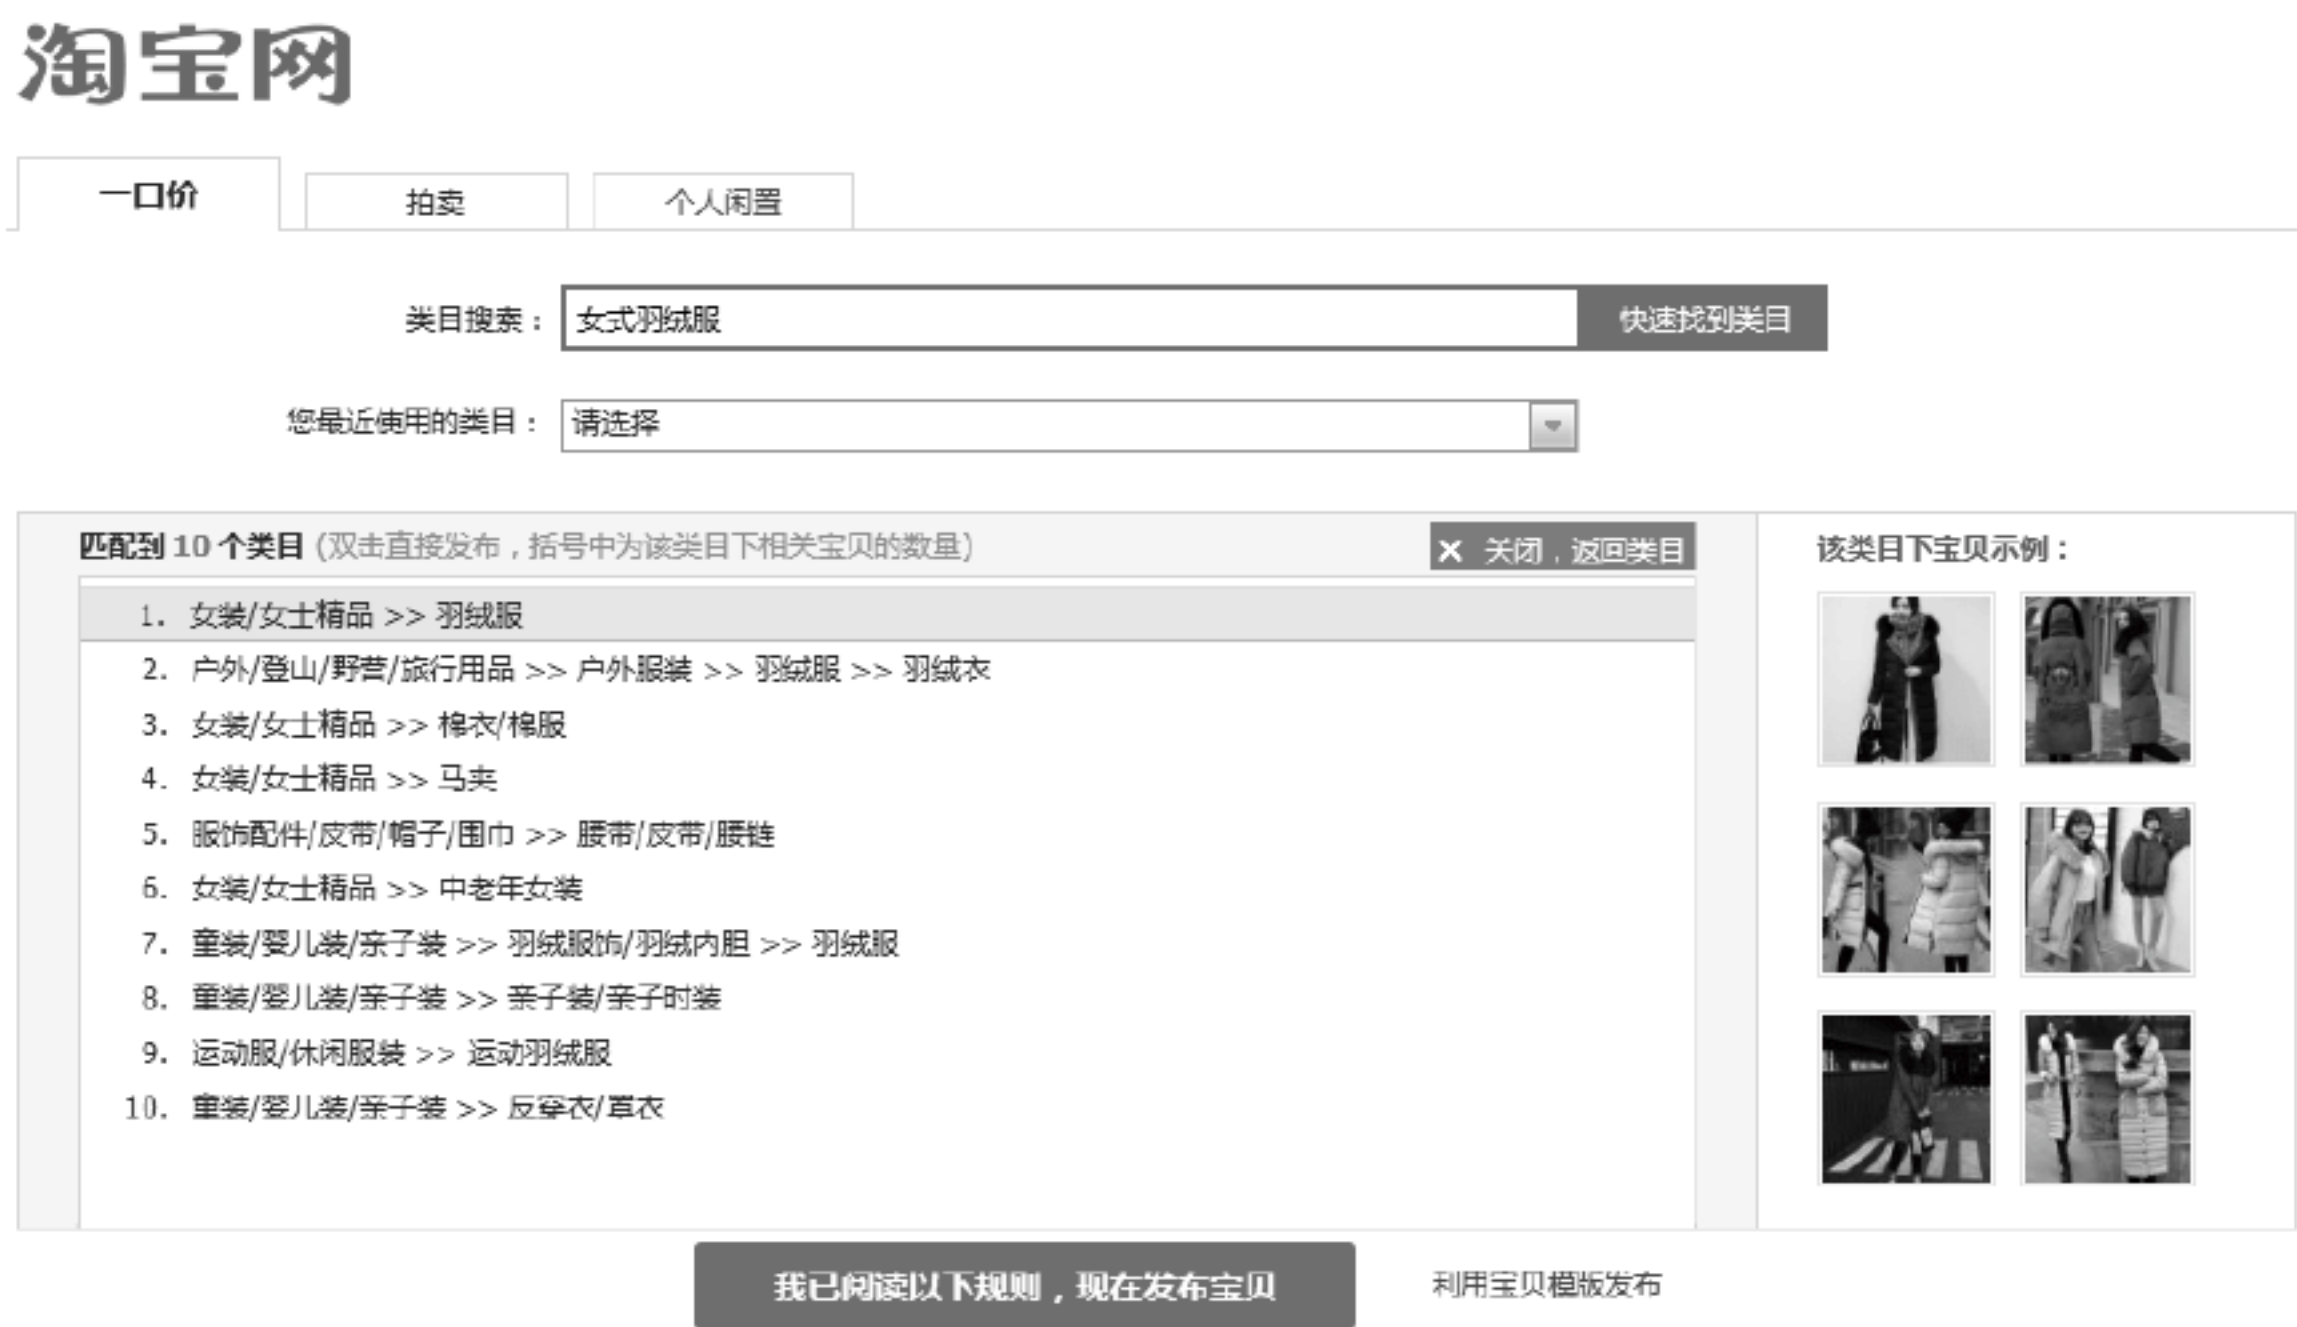 淘宝网
一口价
拍卖
个人闲置
类目搜索：
女式羽绒服
快速找到类目
您最近使用的类目：
请选择
匹配到 10 个类目 (双击直接发布，括号中为该类目下相关宝贝的数量)
× 关闭，返回类目
1. 女装/女士精品 >> 羽绒服
2. 户外/登山/野营/旅行用品 >> 户外服装 >> 羽绒服 >> 羽绒衣
3. 女装/女士精品 >> 棉衣/棉服
4. 女装/女士精品 >> 马夹
5. 服饰配件/皮带/帽子/围巾 >> 腰带/皮带/腰链
6. 女装/女士精品 >> 中老年女装
7. 童装/婴儿装/亲子装 >> 羽绒服饰/羽绒内胆 >> 羽绒服
8. 童装/婴儿装/亲子装 >> 亲子装/亲子时装
9. 运动服/休闲服装 >> 运动羽绒服
10. 童装/婴儿装/亲子装 >> 反穿衣/罩衣
该类目下宝贝示例：
我已阅读以下规则，现在发布宝贝
利用宝贝模版发布